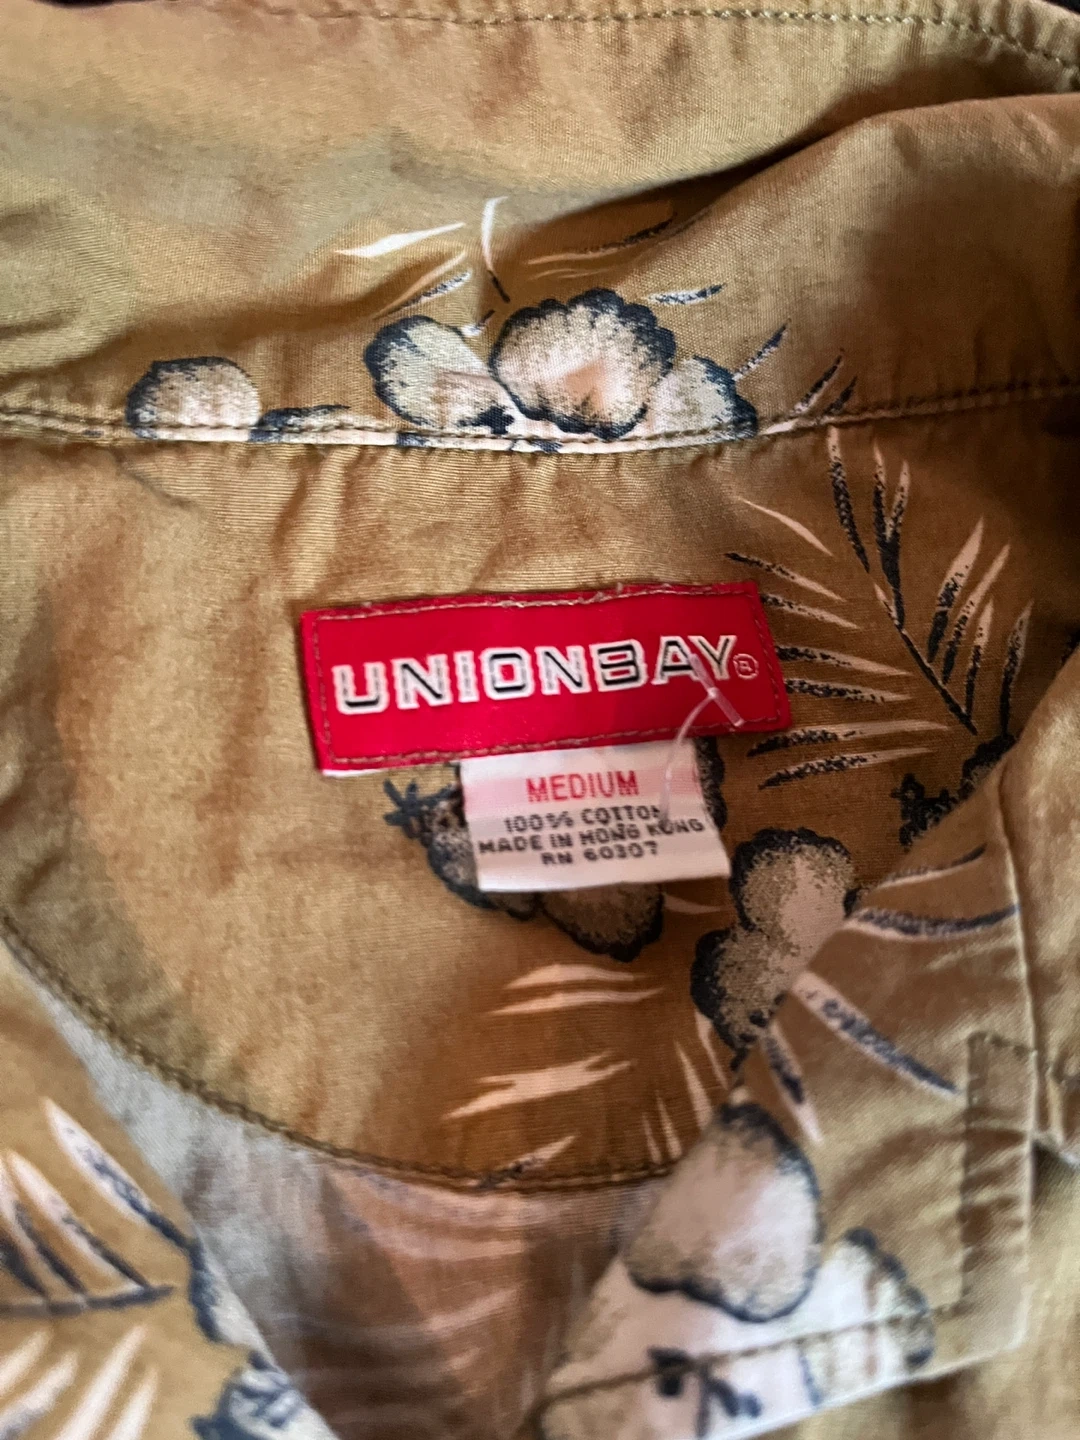 UNIONBAY®
MEDIUM
100% COTTON
MADE IN HONG KONG
RN 60307